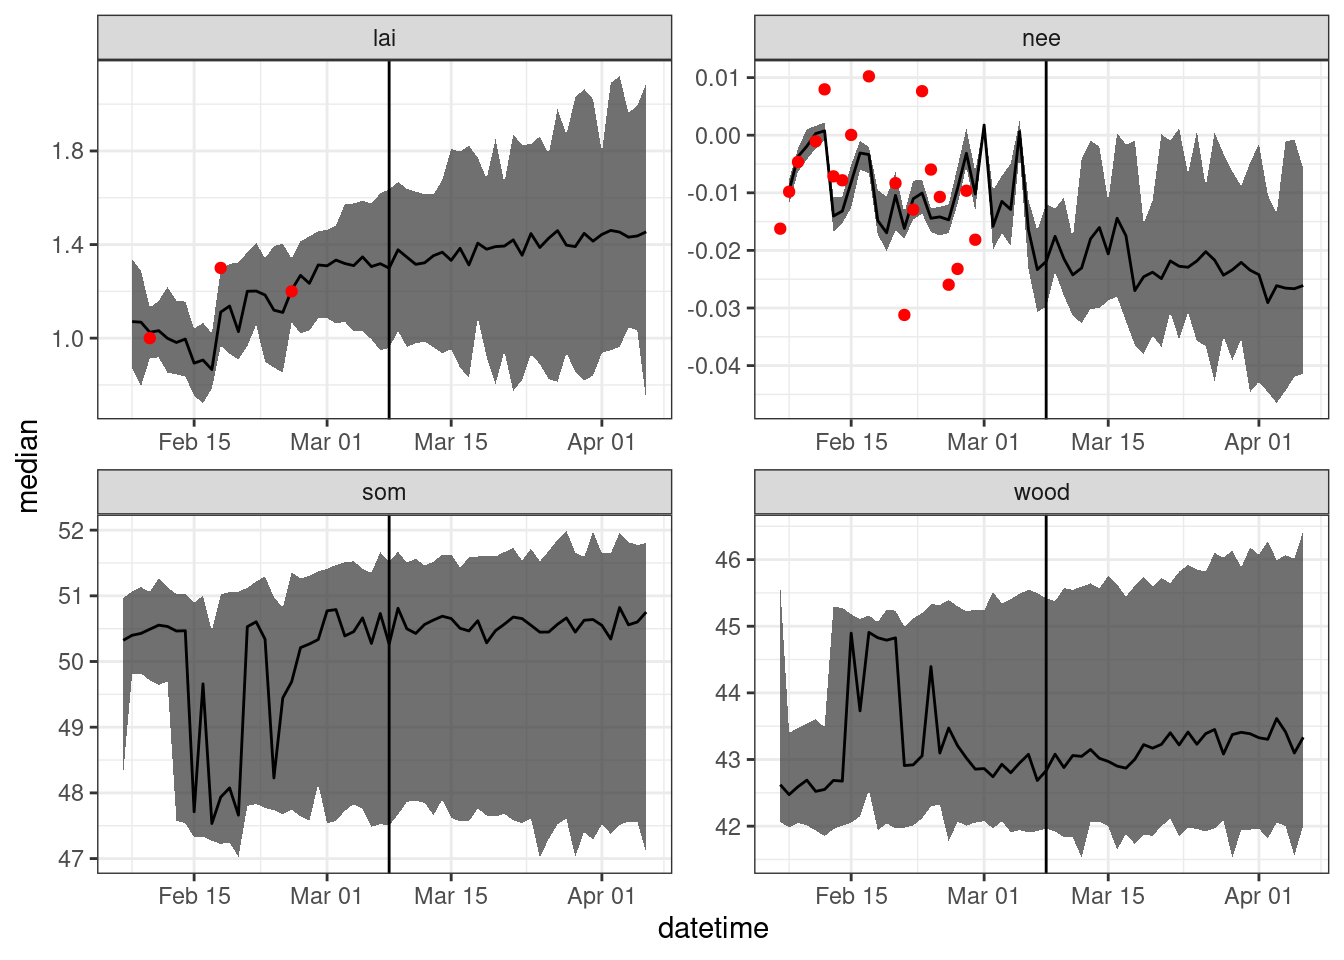 lai
nee
1.8
1.4
1.0
0.01
0.00
-0.01
-0.02
-0.03
-0.04
Feb 15 Mar 01 Mar 15 Apr 01
Feb 15 Mar 01 Mar 15 Apr 01
median
som
wood
52
51
50
49
48
47
46
45
44
43
42
Feb 15 Mar 01 Mar 15 Apr 01
Feb 15 Mar 01 Mar 15 Apr 01
datetime